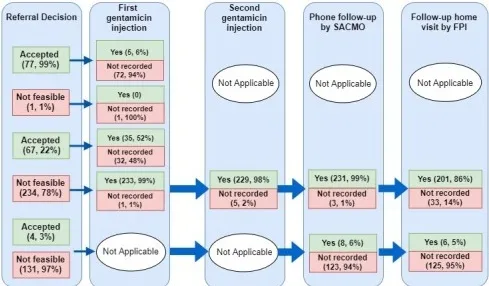 Referral Decision
Accepted
(77, 99%)
Not feasible
(1, 1%)
Accepted
(67, 22%)
Not feasible
(234, 78%)
Accepted
(4, 3%)
Not feasible
(131, 97%)
First
gentamicin
injection
Yes (5, 6%)
Not recorded
(72, 94%)
Yes (0)
Not recorded
(1, 100%)
Yes (35, 52%)
Not recorded
(32, 48%)
Yes (233, 99%)
Not recorded
(1, 1%)
Not Applicable
Second
gentamicin
injection
Not Applicable
Yes (229, 98%
Not recorded
(5, 2%)
Not Applicable
Phone follow-up
by SACMO
Not Applicable
Yes (231, 99%)
Not recorded
(3, 1%)
Yes (8, 6%)
Not recorded
(123, 94%)
Follow-up home
visit by FPI
Not Applicable
Yes (201, 86%)
Not recorded
(33, 14%)
Yes (6, 5%)
Not recorded
(125, 95%)